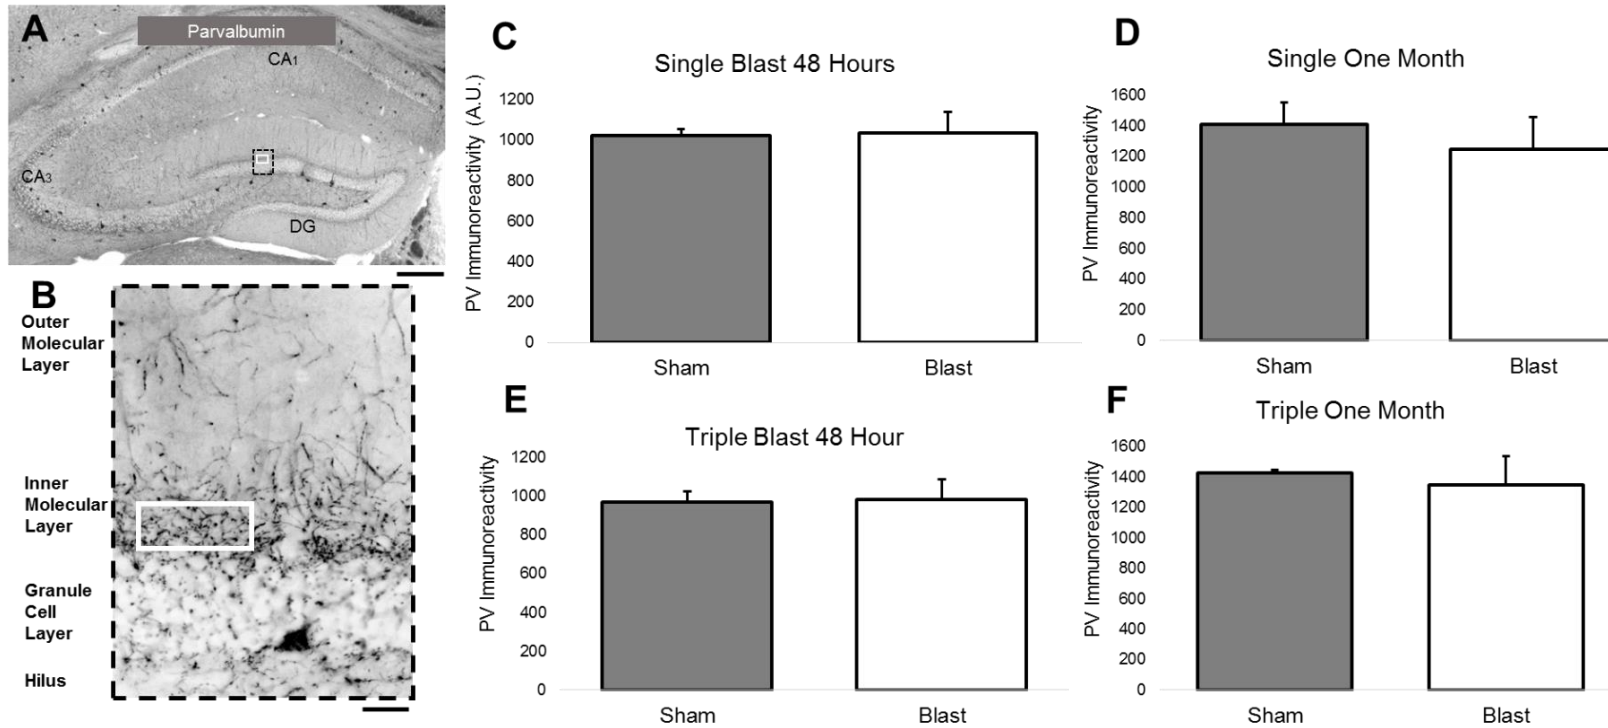 A
Parvalbumin
CA1
CA3
DG
B
Outer
Molecular
Layer
Inner
Molecular
Layer
Granule
Cell
Layer
Hilus
C
Single Blast 48 Hours
PV Immunoreactivity (A.U.)
1200
1000
800
600
400
200
0
Sham Blast
D
Single One Month
PV Immunoreactivity
1600
1400
1200
1000
800
600
400
200
0
Sham Blast
E
Triple Blast 48 Hour
PV Immunoreactivity
1200
1000
800
600
400
200
0
Sham Blast
F
Triple One Month
PV Immunoreactivity
1600
1400
1200
1000
800
600
400
200
0
Sham Blast